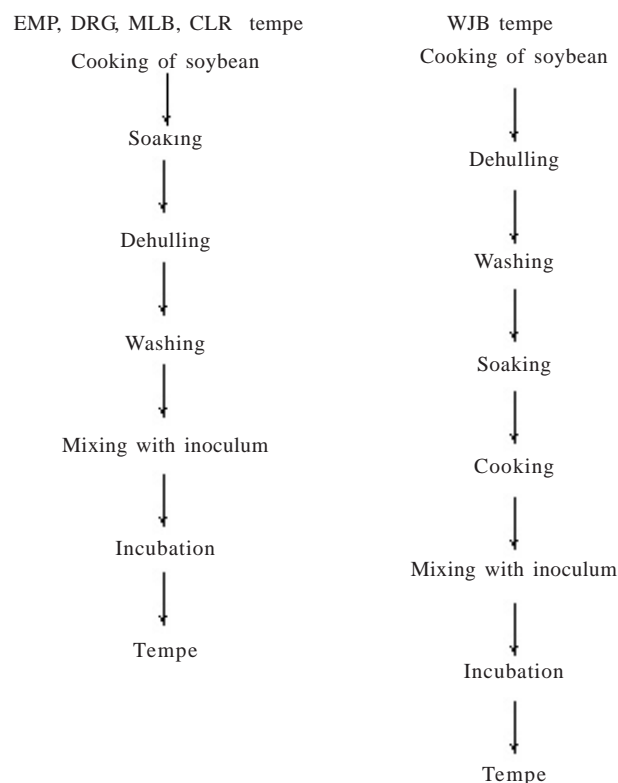 EMP, DRG, MLB, CLR tempe
Cooking of soybean
Soaking
Dehulling
Washing
Mixing with inoculum
Incubation
Tempe
WJB tempe
Cooking of soybean
Dehulling
Washing
Soaking
Cooking
Mixing with inoculum
Incubation
Tempe